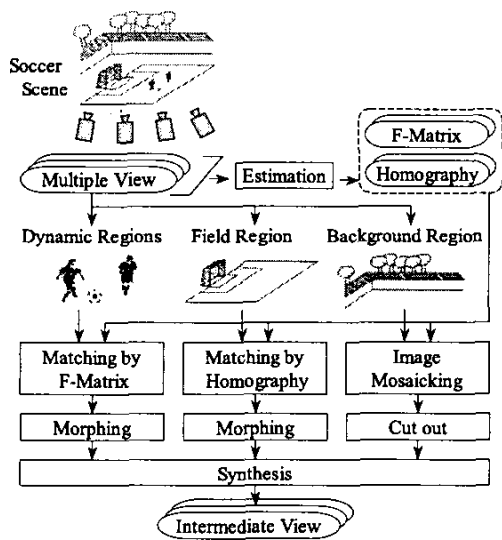 Soccer
Scene
F-Matrix
Multiple View
Estimation
Homography
Dynamic Regions
Field Region
Background Region
Matching by
F-Matrix
Matching by
Homography
Image
Mosaicking
Morphing
Morphing
Cut out
Synthesis
Intermediate View